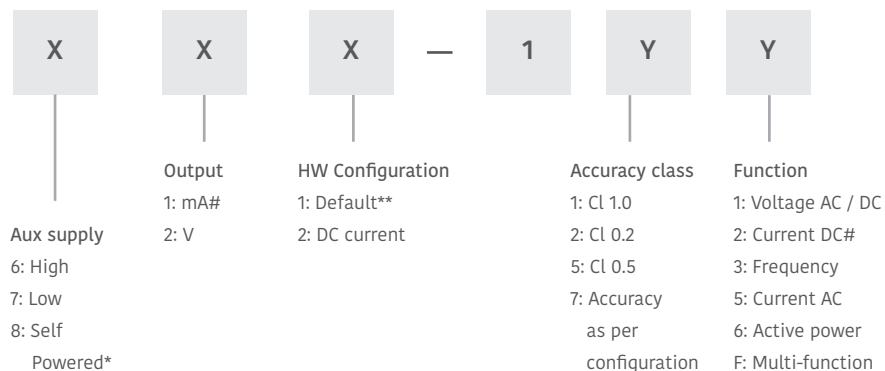 X X X — 1 Y Y
Output
1: mA#
2: V
HW Configuration
1: Default**
2: DC current
Accuracy class
1: Cl 1.0
2: Cl 0.2
5: Cl 0.5
7: Accuracy
as per
configuration
Function
1: Voltage AC / DC
2: Current DC#
3: Frequency
5: Current AC
6: Active power
F: Multi-function
Aux supply
6: High
7: Low
8: Self
Powered*